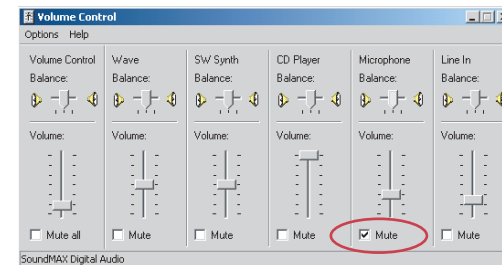 Volume Control
Options Help
Volume Control Wave SW Synth CD Player Microphone Line In
Balance: Balance: Balance: Balance: Balance: Balance:
Volume: Volume: Volume: Volume: Volume: Volume:
Mute all Mute Mute Mute Mute Mute
SoundMAX Digital Audio